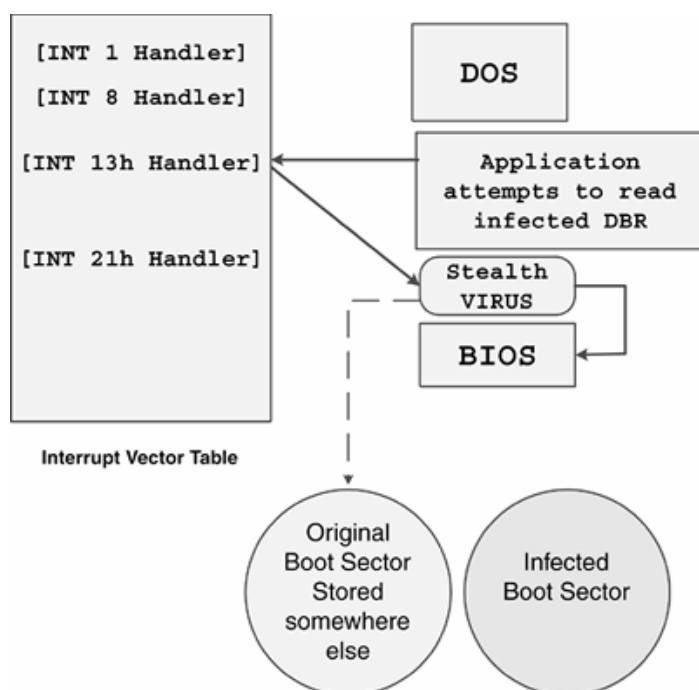 [INT 1 Handler]
[INT 8 Handler]
[INT 13h Handler]
[INT 21h Handler]
Interrupt Vector Table
DOS
Application
attempts to read
infected DBR
Stealth
VIRUS
BIOS
Original
Boot Sector
Stored
somewhere
else
Infected
Boot Sector